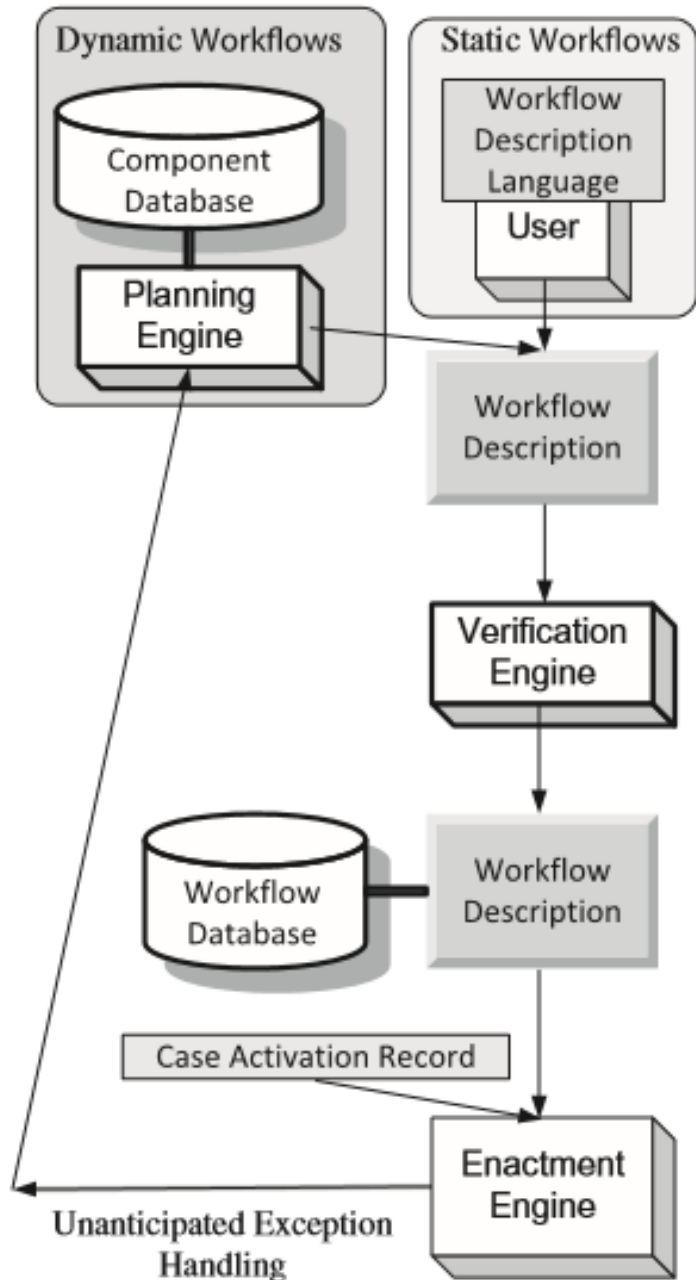 Dynamic Workflows
Component
Database
Planning
Engine
Static Workflows
Workflow
Description
Language
User
Workflow
Description
Verification
Engine
Workflow
Database
Workflow
Description
Case Activation Record
Enactment
Engine
Unanticipated Exception
Handling